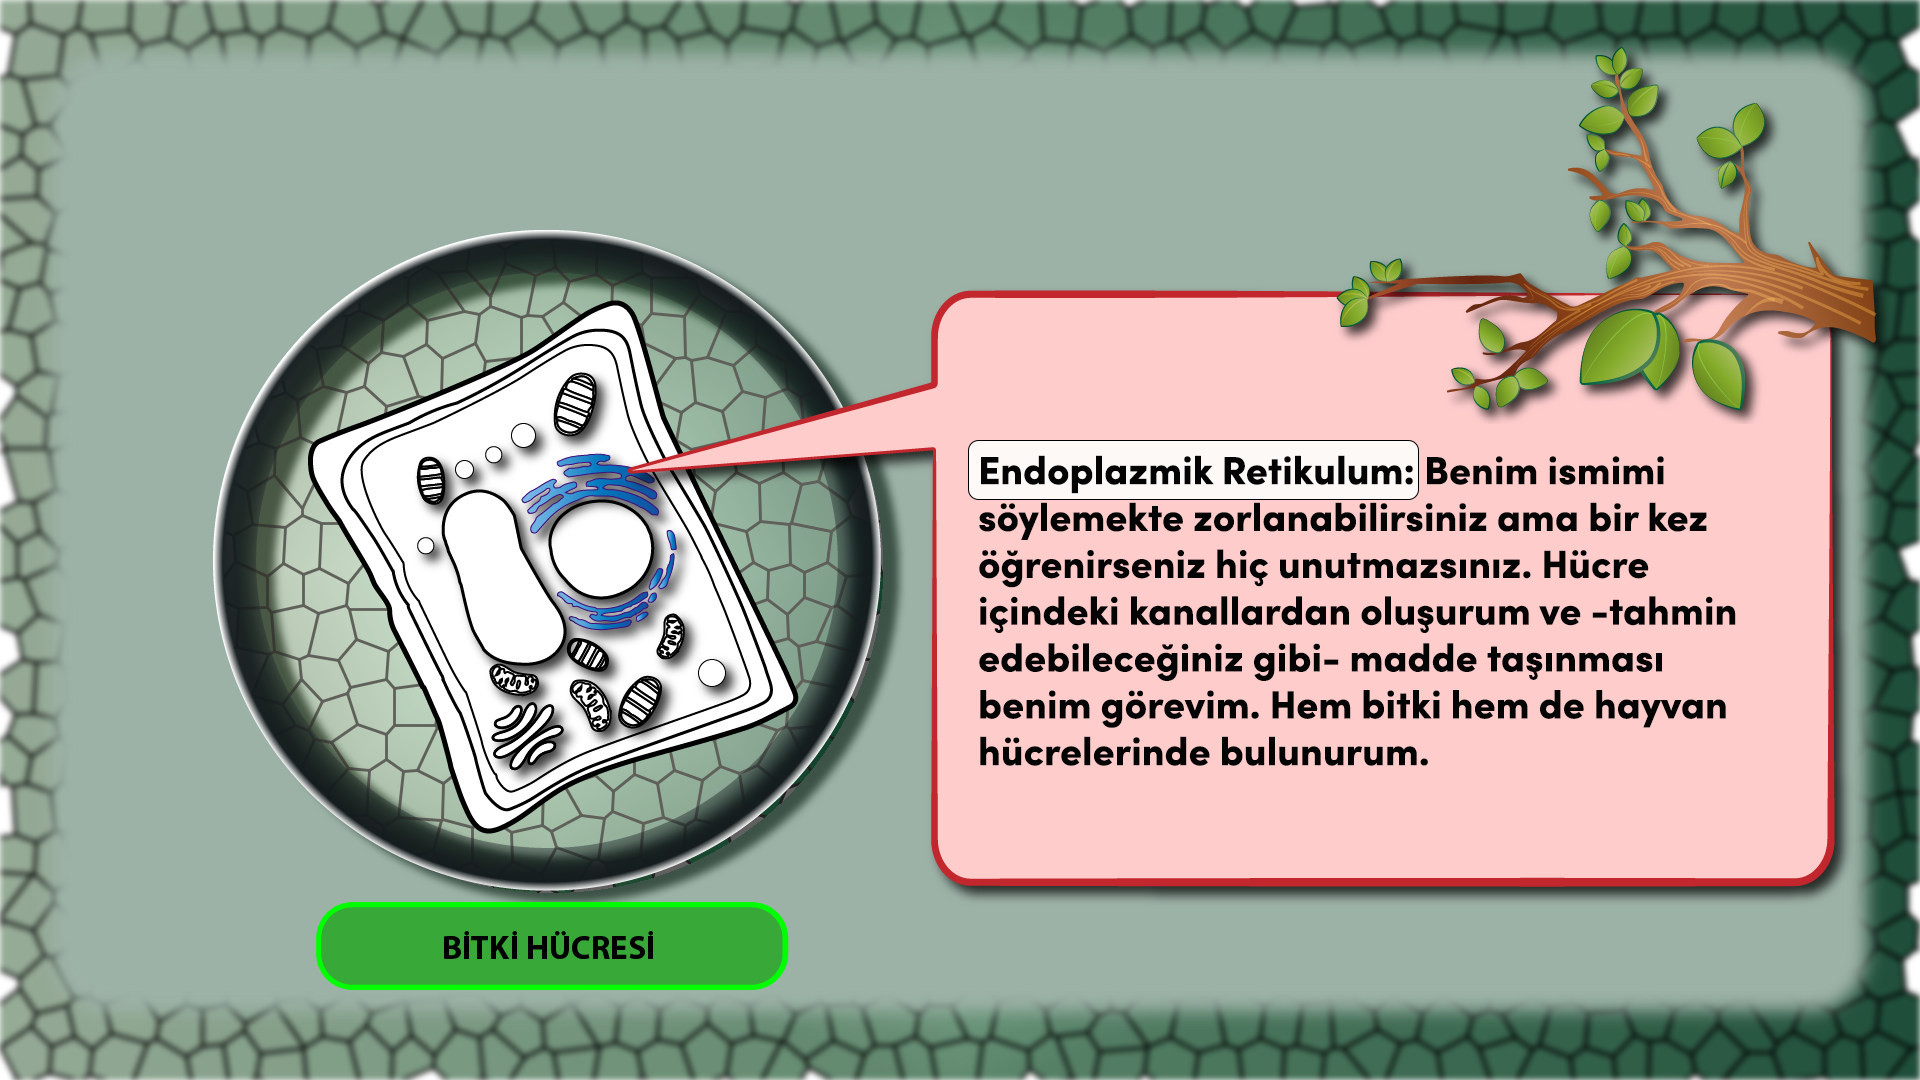 Endoplazmik Retikulum: Benim ismimi
söylemekte zorlanabilirsiniz ama bir kez
öğrenirseniz hiç unutmazsınız. Hücre
içindeki kanallardan oluşurum ve -tahmin
edebileceğiniz gibi- madde taşınması
benim görevim. Hem bitki hem de hayvan
hücrelerinde bulunurum.
BİTKİ HÜCRESİ